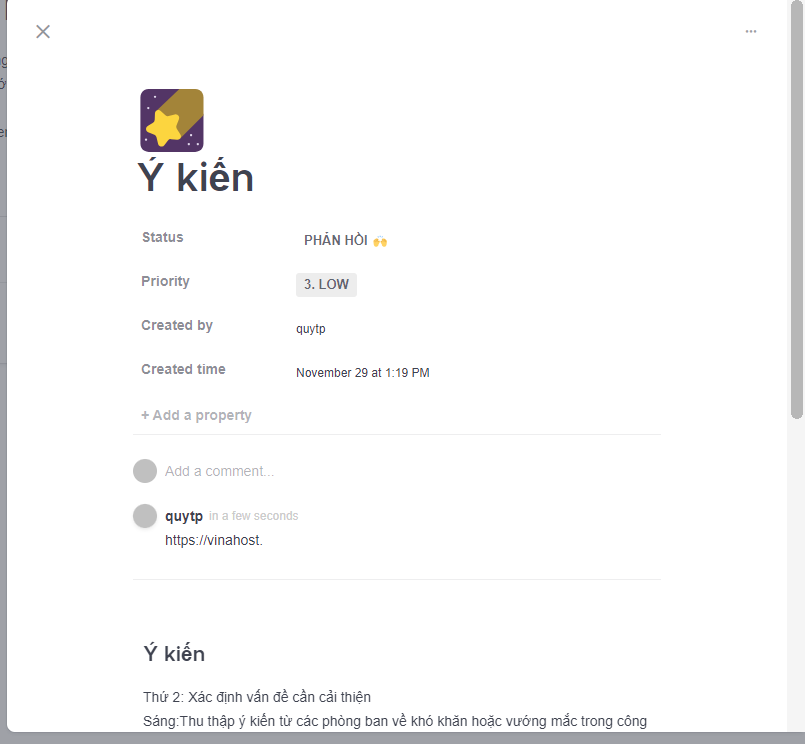 Ý kiến
Status
PHẢN HỒI 🙌
Priority
3. LOW
Created by
quytp
Created time
November 29 at 1:19 PM
+ Add a property
Add a comment...
quytp in a few seconds
https://vinahost.
Ý kiến
Thứ 2: Xác định vấn đề cần cải thiện
Sáng:Thu thập ý kiến từ các phòng ban về khó khăn hoặc vướng mắc trong công